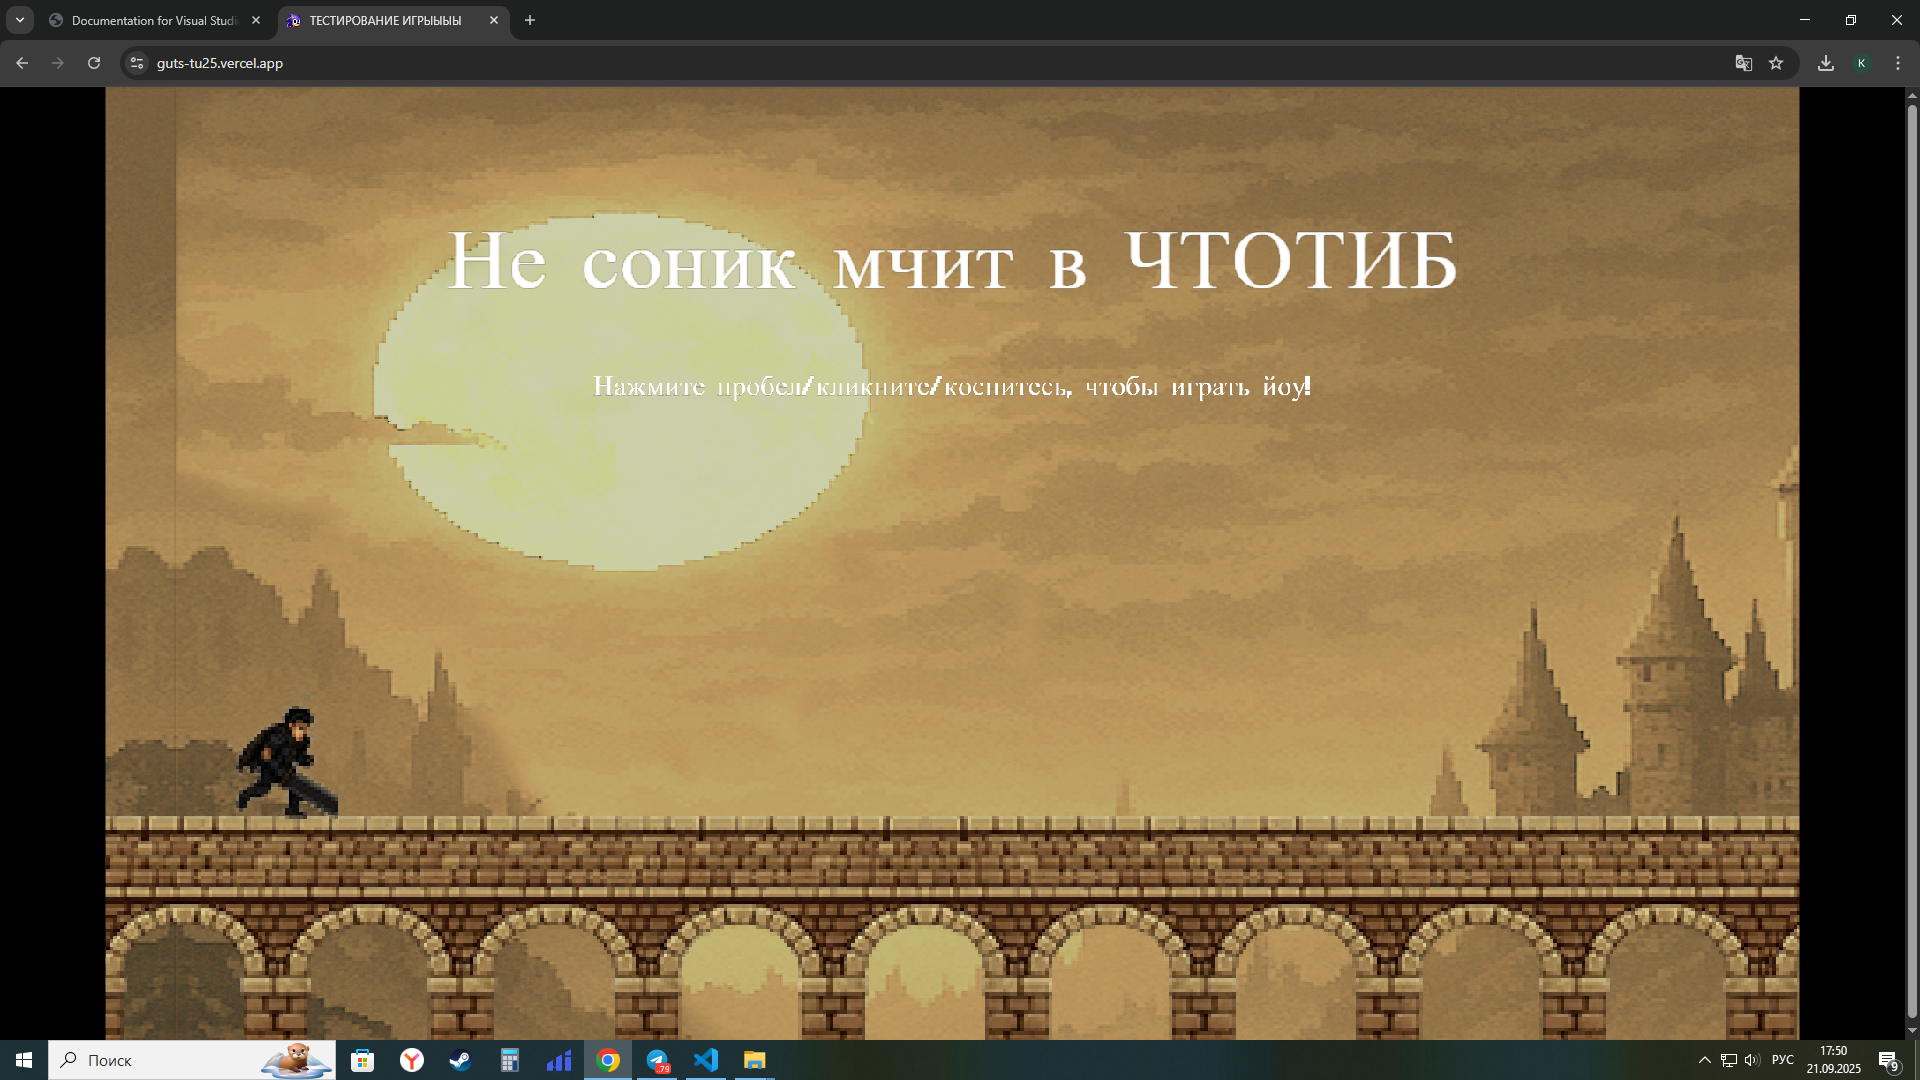 Documentation for Visual Studi
ТЕСТИРОВАНИЕ ИГРЫЫЫЫ
guts-tu25.vercel.app
K
Не соник мчит в ЧТОТИБ
Нажмите пробел/кликните/коснитесь, чтобы играть йоу!
Поиск
.79
РУС
17:50
21.09.2025
9